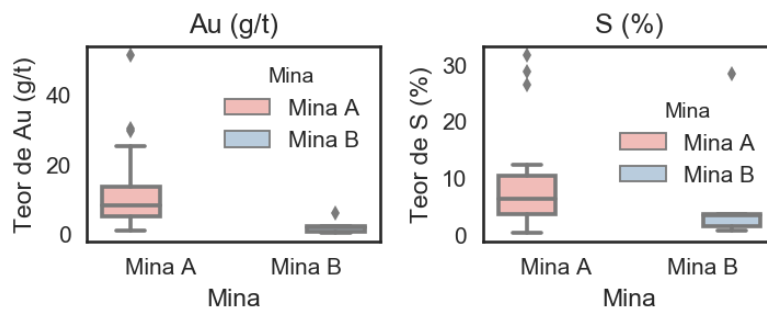 Au (g/t)
Teor de Au (g/t)
40
20
0
Mina
Mina A
Mina B
Mina A
Mina B
Mina
S (%)
Teor de S (%)
30
20
10
0
Mina
Mina A
Mina B
Mina A
Mina B
Mina